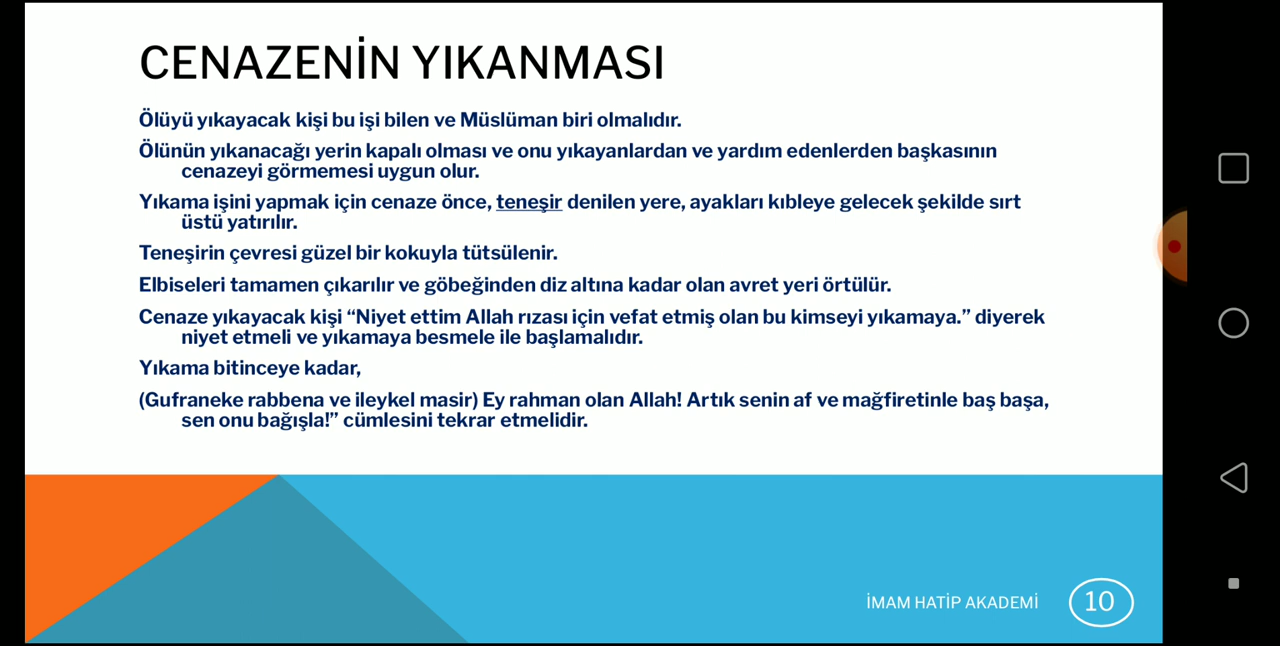 CENAZENİN YIKANMASI
Ölüyü yıkayacak kişi bu işi bilen ve Müslüman biri olmalıdır.
Ölünün yıkanacağı yerin kapalı olması ve onu yıkayanlardan ve yardım edenlerden başkasının
cenazeyi görmemesi uygun olur.
Yıkama işini yapmak için cenaze önce, teneşir denilen yere, ayakları kıbleye gelecek şekilde sırt
üstü yatırılır.
Teneşirin çevresi güzel bir kokuyla tütsülenir.
Elbiseleri tamamen çıkarılır ve göbeğinden diz altına kadar olan avret yeri örtülür.
Cenaze yıkayacak kişi “Niyet ettim Allah rızası için vefat etmiş olan bu kimseyi yıkamaya.” diyerek
niyet etmeli ve yıkamaya besmele ile başlamalıdır.
Yıkama bitinceye kadar,
(Gufraneke rabbena ve ileykel masir) Ey rahman olan Allah! Artık senin af ve mağfiretinle baş başa,
sen onu bağışla!” cümlesini tekrar etmelidir.
İMAM HATİP AKADEMİ
10